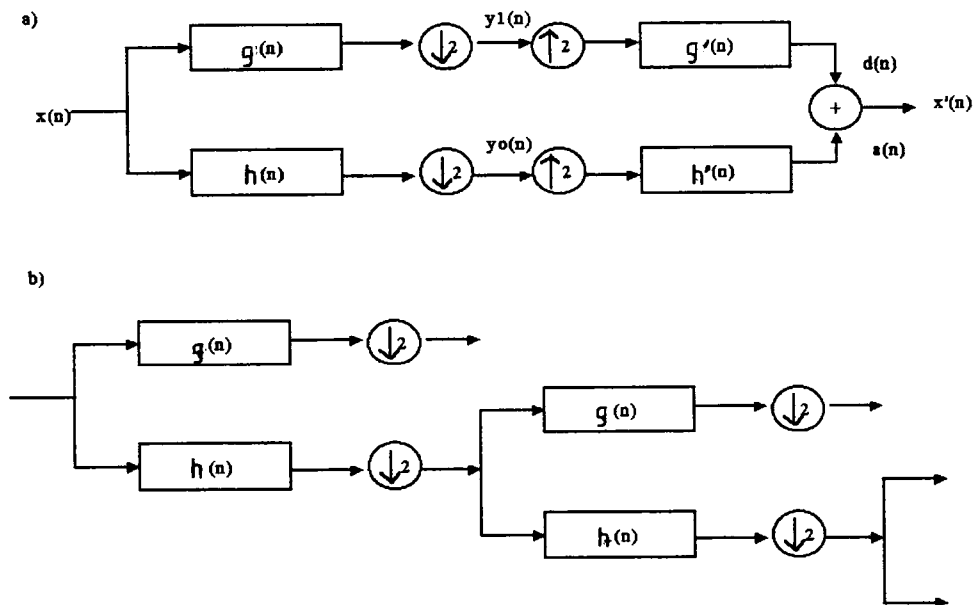 a)
y1(n)
g(n) ↓2 ↑2 g'(n)
d(n)
x(n) + x'(n)
yo(n) a(n)
h(n) ↓2 ↑2 h'(n)
b)
g(n) ↓2
g(n) ↓2
h(n) ↓2
h(n) ↓2